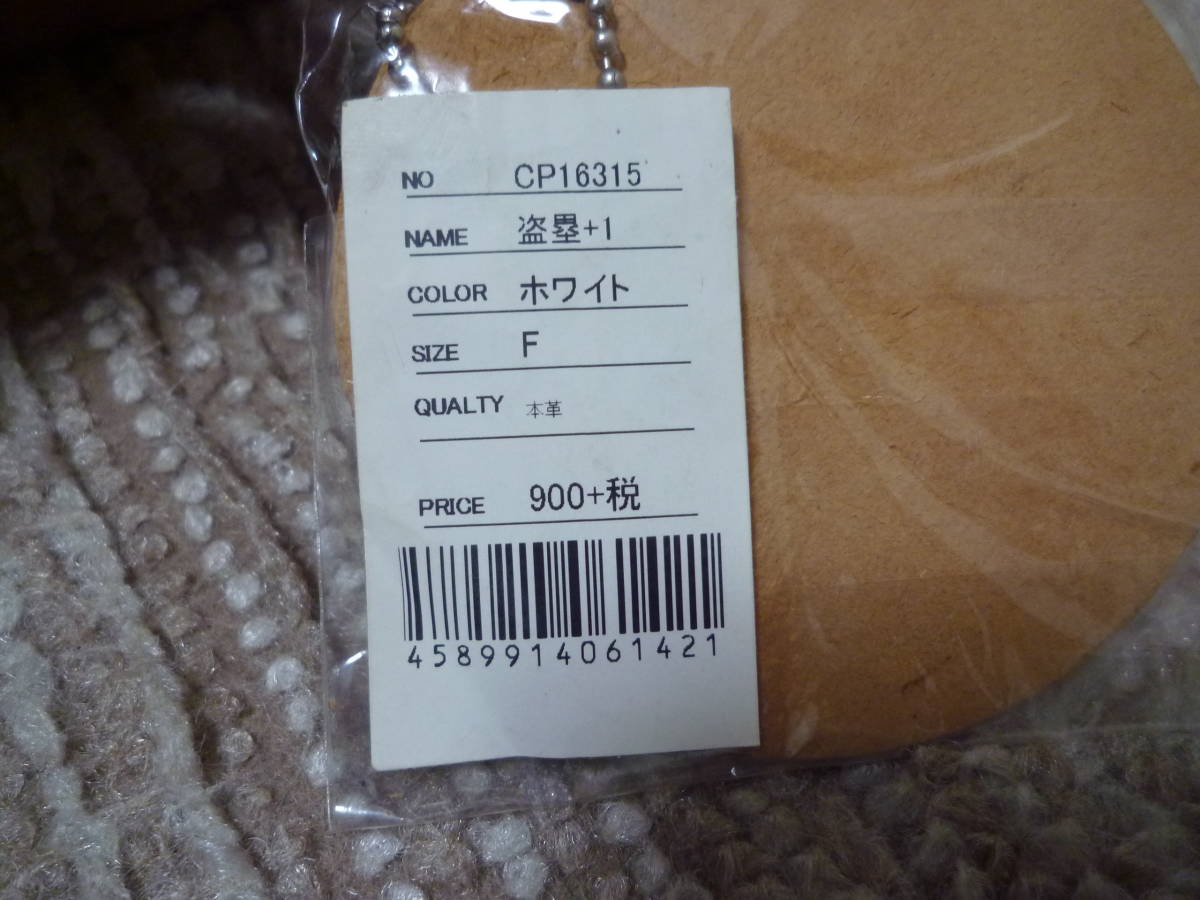 NO CP16315
NAME 盗塁+1
COLOR ホワイト
SIZE F
QUALTY 本革
PRICE 900+税
4589914061421